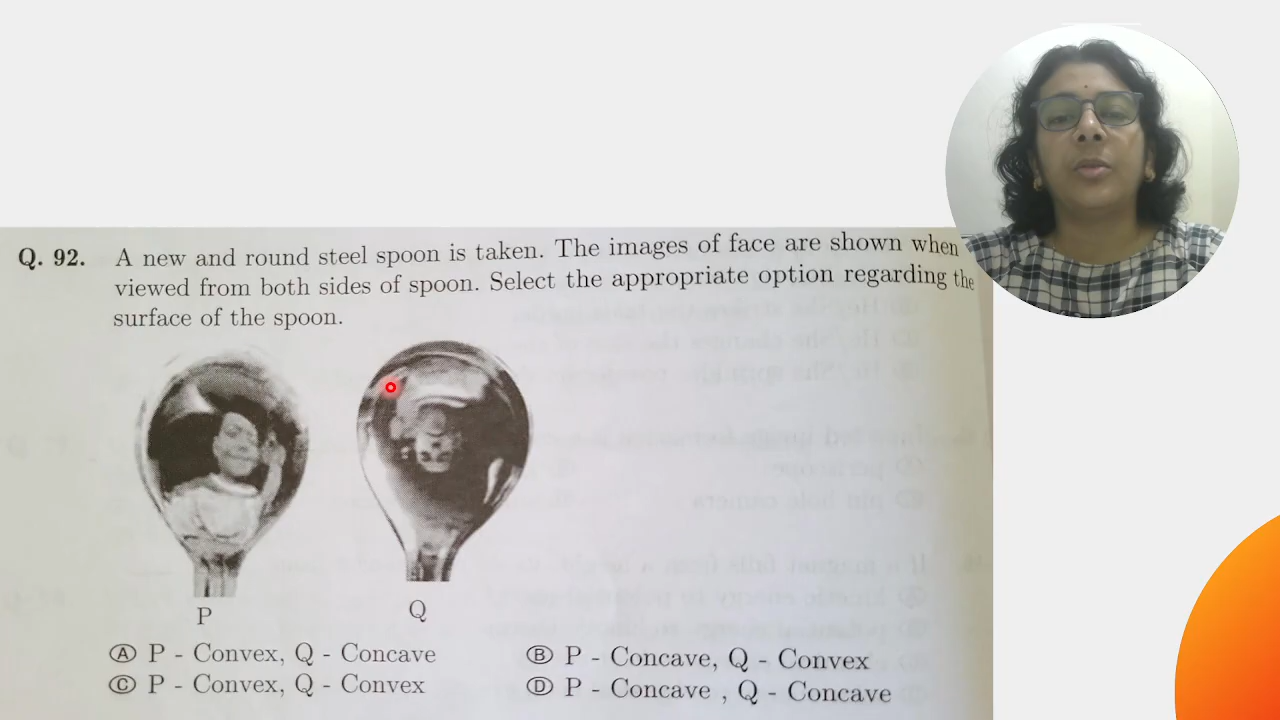 Q. 92. A new and round steel spoon is taken. The images of face are shown when
viewed from both sides of spoon. Select the appropriate option regarding the
surface of the spoon.
P Q
Ⓐ P - Convex, Q - Concave Ⓑ P - Concave, Q - Convex
Ⓒ P - Convex, Q - Convex Ⓓ P - Concave , Q - Concave